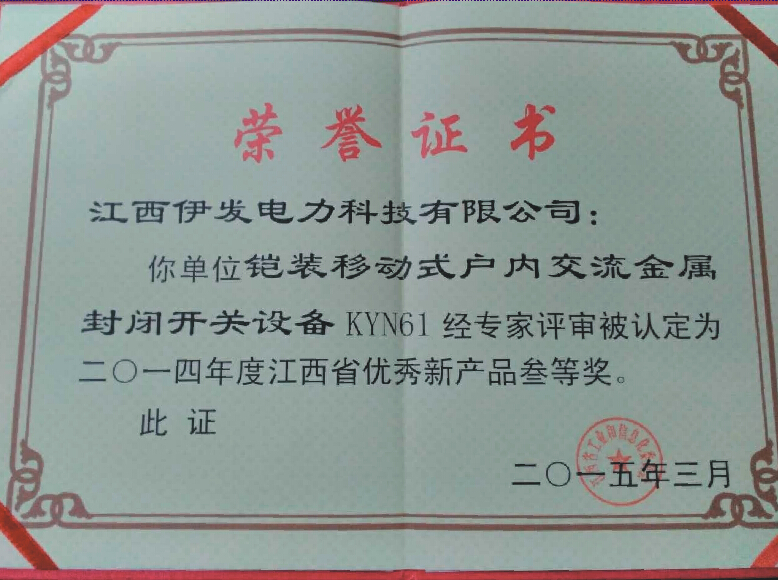 荣誉证书
江西伊发电力科技有限公司：
你单位铠装移动式户内交流金属
封闭开关设备KYN61经专家评审被认定为
二〇一四年度江西省优秀新产品叁等奖。
此证
二〇一五年三月